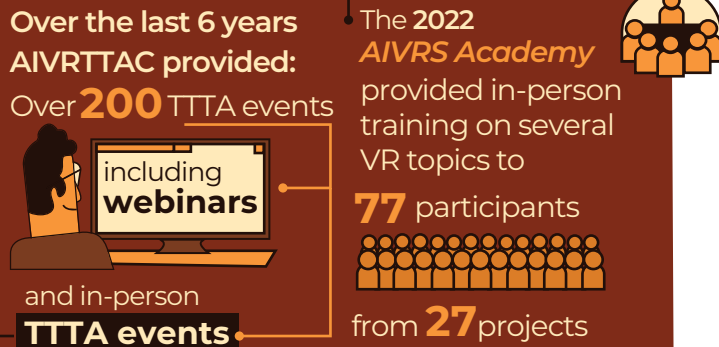 Over the last 6 years
AIVRTTAC provided:
Over 200 TTTA events
including
webinars
and in-person
TTTA events
The 2022
AIVRS Academy
provided in-person
training on several
VR topics to
77 participants
from 27 projects